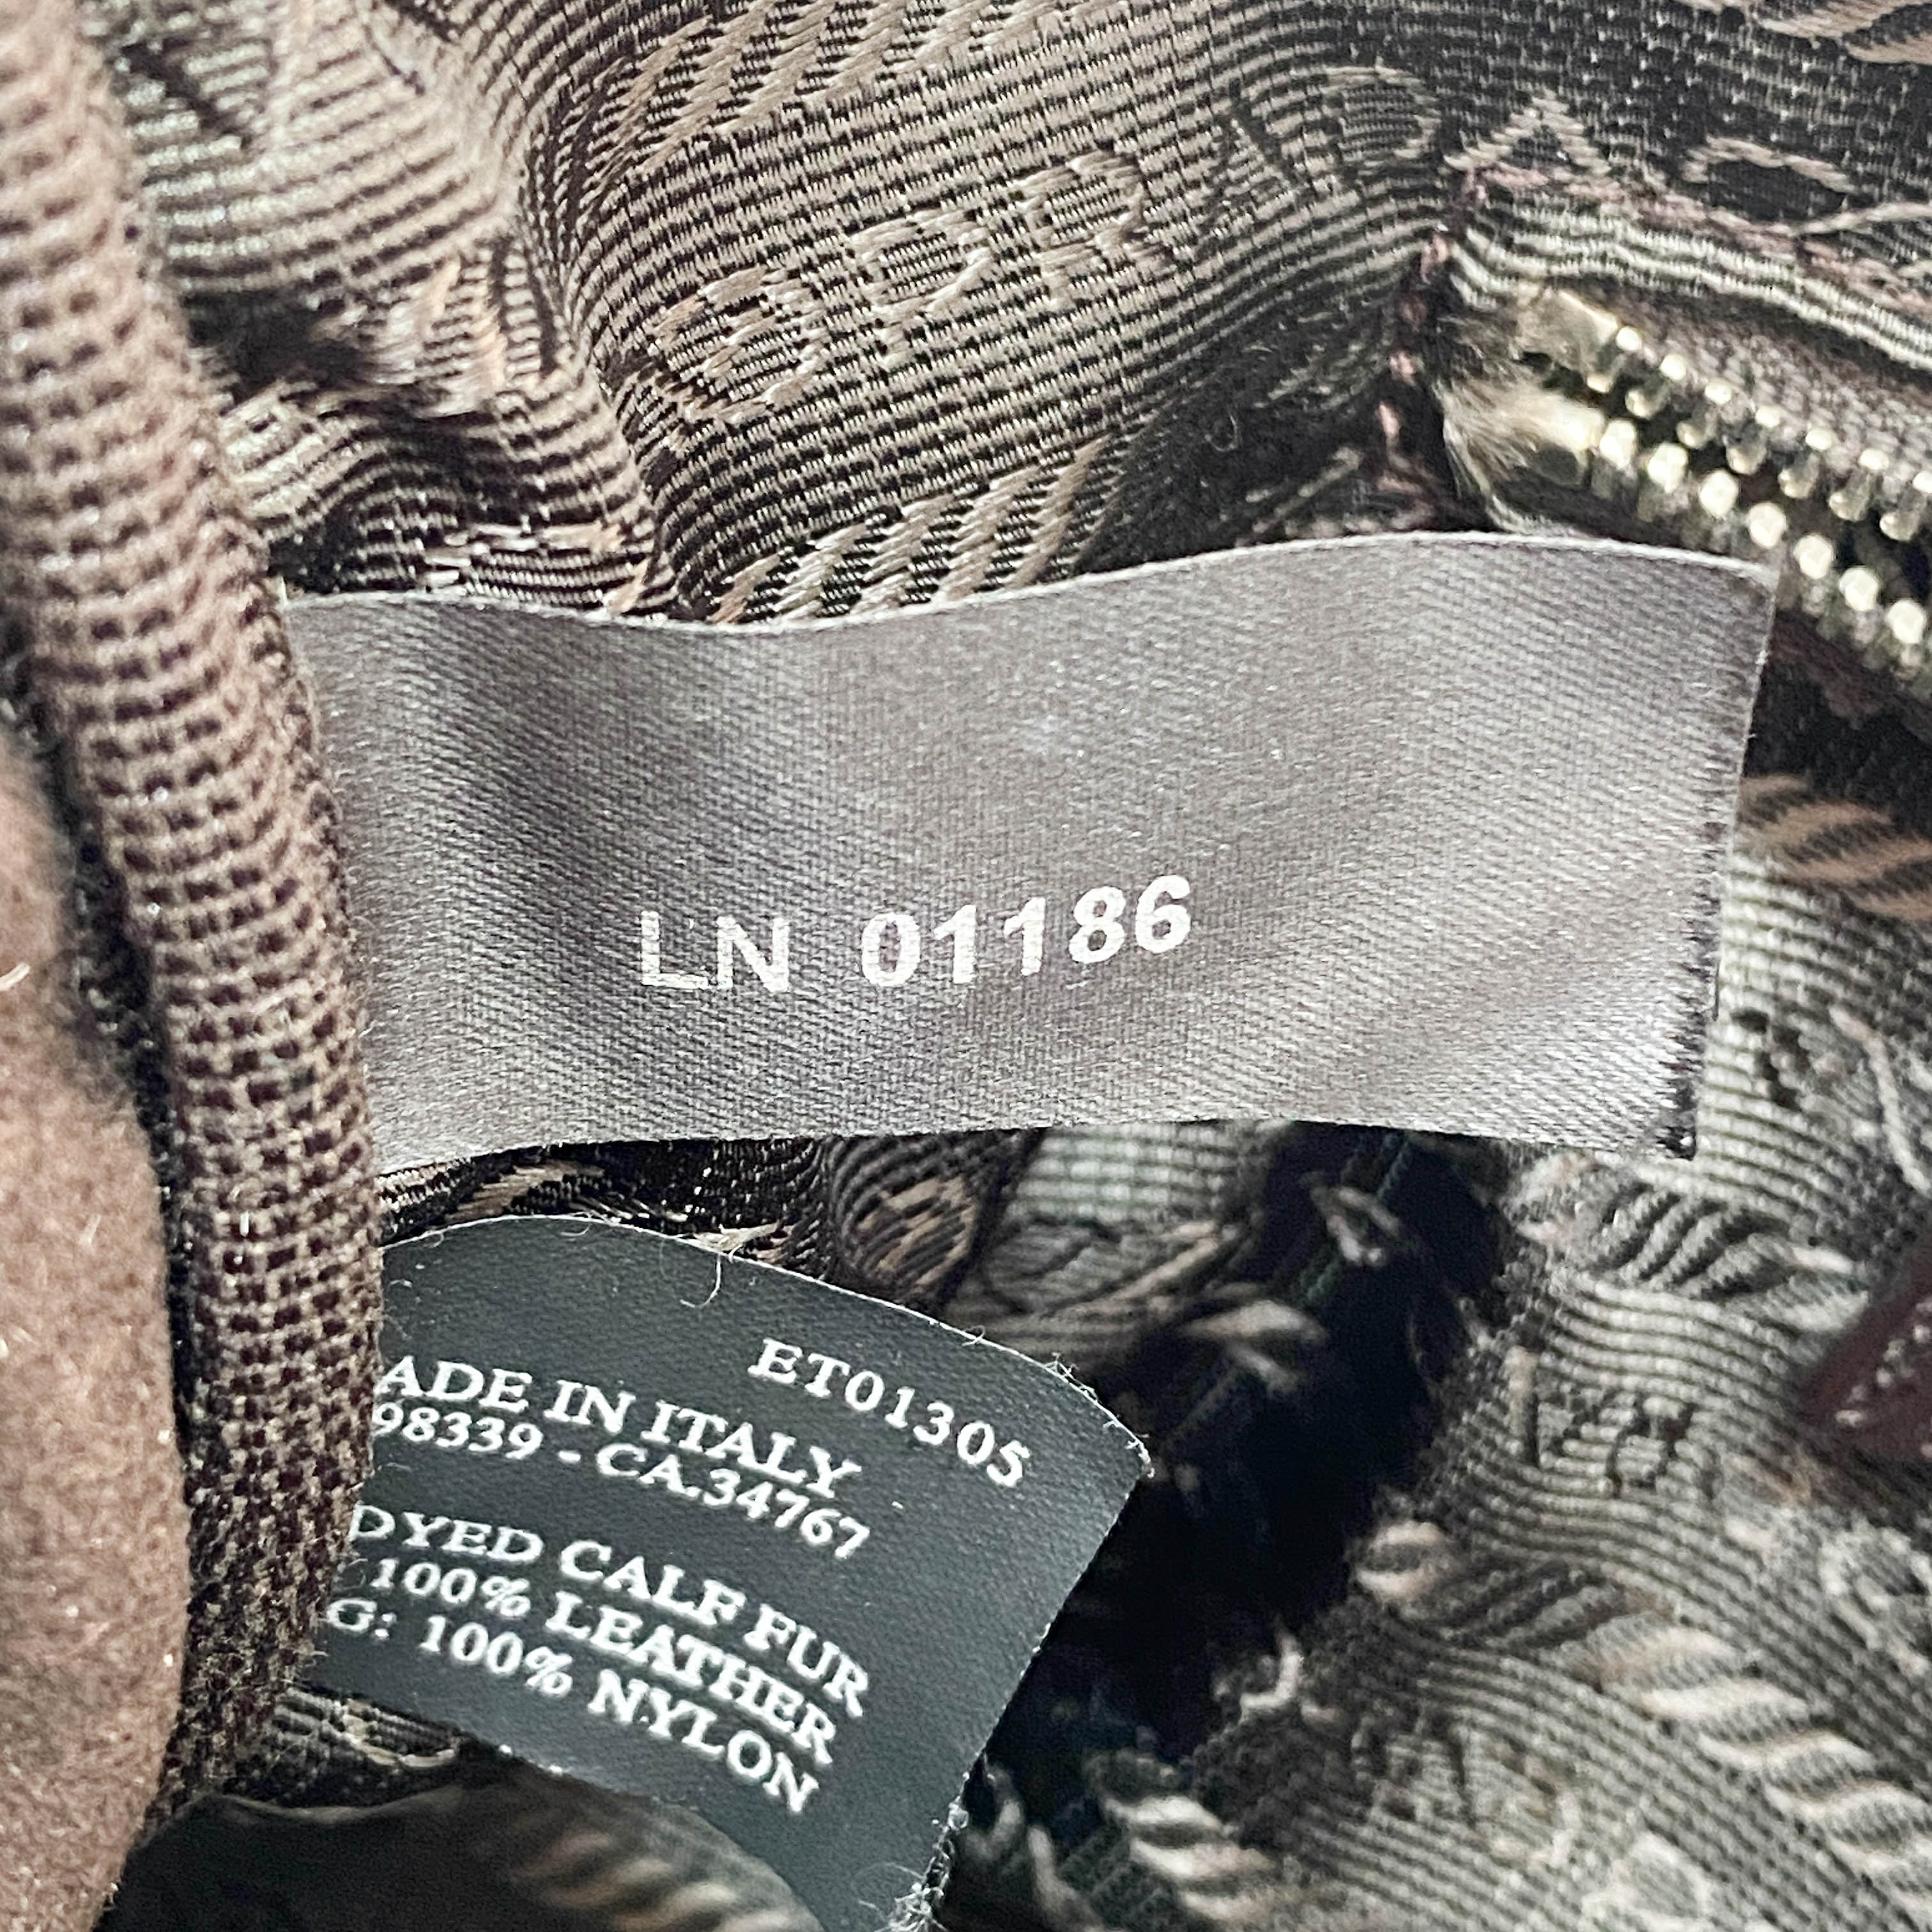 LN 01186
ET01305
ADE IN ITALY
98339 - CA.34767
DYED CALF FUR
100% LEATHER
G: 100% NYLON